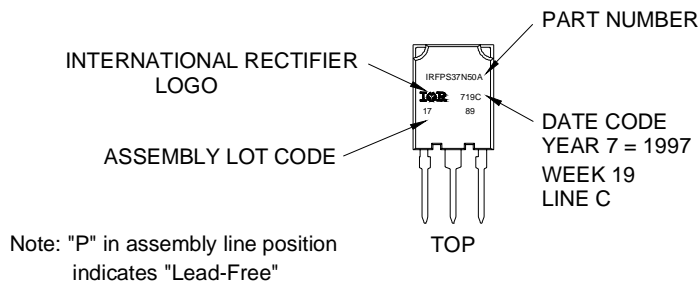 PART NUMBER
INTERNATIONAL RECTIFIER
LOGO
IRFPS37N50A
IOR 719C
17 89
ASSEMBLY LOT CODE
DATE CODE
YEAR 7 = 1997
WEEK 19
LINE C
TOP
Note: "P" in assembly line position
indicates "Lead-Free"